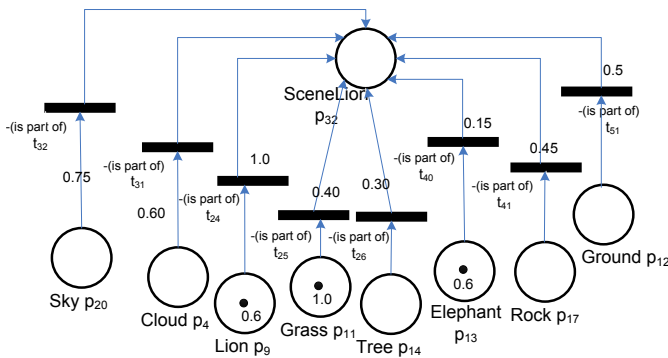 SceneLion
p32
0.5
-(is part of)
t51
-(is part of)
t32
0.75
-(is part of)
t31
0.60
1.0
-(is part of)
t24
0.40
-(is part of)
t25
0.30
-(is part of)
t26
0.15
-(is part of)
t40
0.45
-(is part of)
t41
Sky p20
Cloud p4
0.6
Lion p9
1.0
Grass p11
Tree p14
0.6
Elephant
p13
Rock p17
Ground p12